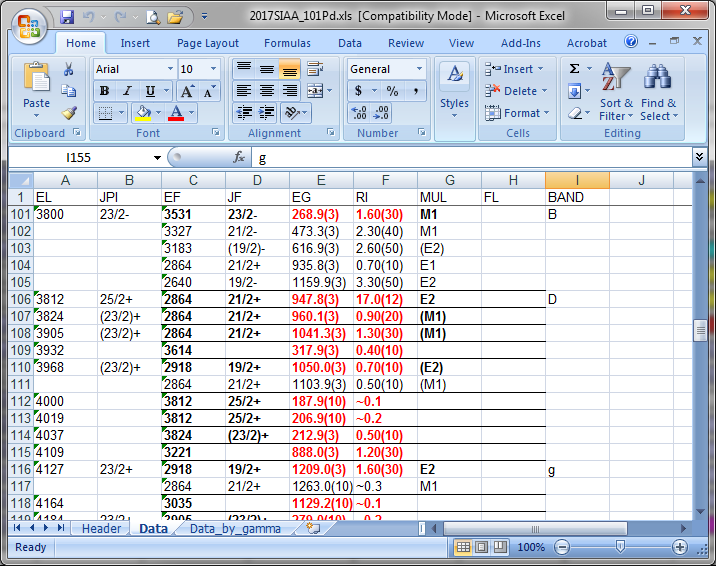 2017SIAA_101Pd.xls [Compatibility Mode] - Microsoft Excel
Home Insert Page Layout Formulas Data Review View Add-Ins Acrobat
Paste
Clipboard
Arial 10
B I U A A
A
Font
Alignment
General
$ % ,
Number
Styles
Insert
Delete
Format
Cells
Σ
Sort & Filter
Find & Select
Editing
I155 fx g
A B C D E F G H I J
1 EL JPI EF JF EG RI MUL FL BAND
101 3800 23/2- 3531 23/2- 268.9(3) 1.60(30) M1 B
102 3327 21/2- 473.3(3) 2.30(40) M1
103 3183 (19/2)- 616.9(3) 2.60(50) (E2)
104 2864 21/2+ 935.8(3) 0.70(10) E1
105 2640 19/2- 1159.9(3) 3.30(50) E2
106 3812 25/2+ 2864 21/2+ 947.8(3) 17.0(12) E2 D
107 3824 (23/2)+ 2864 21/2+ 960.1(3) 0.90(20) (M1)
108 3905 (23/2)+ 2864 21/2+ 1041.3(3) 1.30(30) (M1)
109 3932 3614 317.9(3) 0.40(10)
110 3968 (23/2)+ 2918 19/2+ 1050.0(3) 0.70(10) (E2)
111 2864 21/2+ 1103.9(3) 0.50(10) (M1)
112 4000 3812 25/2+ 187.9(10) ~0.1
113 4019 3812 25/2+ 206.9(10) ~0.2
114 4037 3824 (23/2)+ 212.9(3) 0.50(10)
115 4109 3221 888.0(3) 1.20(30)
116 4127 23/2+ 2918 19/2+ 1209.0(3) 1.60(30) E2 g
117 2864 21/2+ 1263.0(10) ~0.3 M1
118 4164 3035 1129.2(10) ~0.1
119 4184 23/2+ 3905 (23/2)+ 279.0(10) ~0.2
Header Data Data_by_gamma
Ready 100%